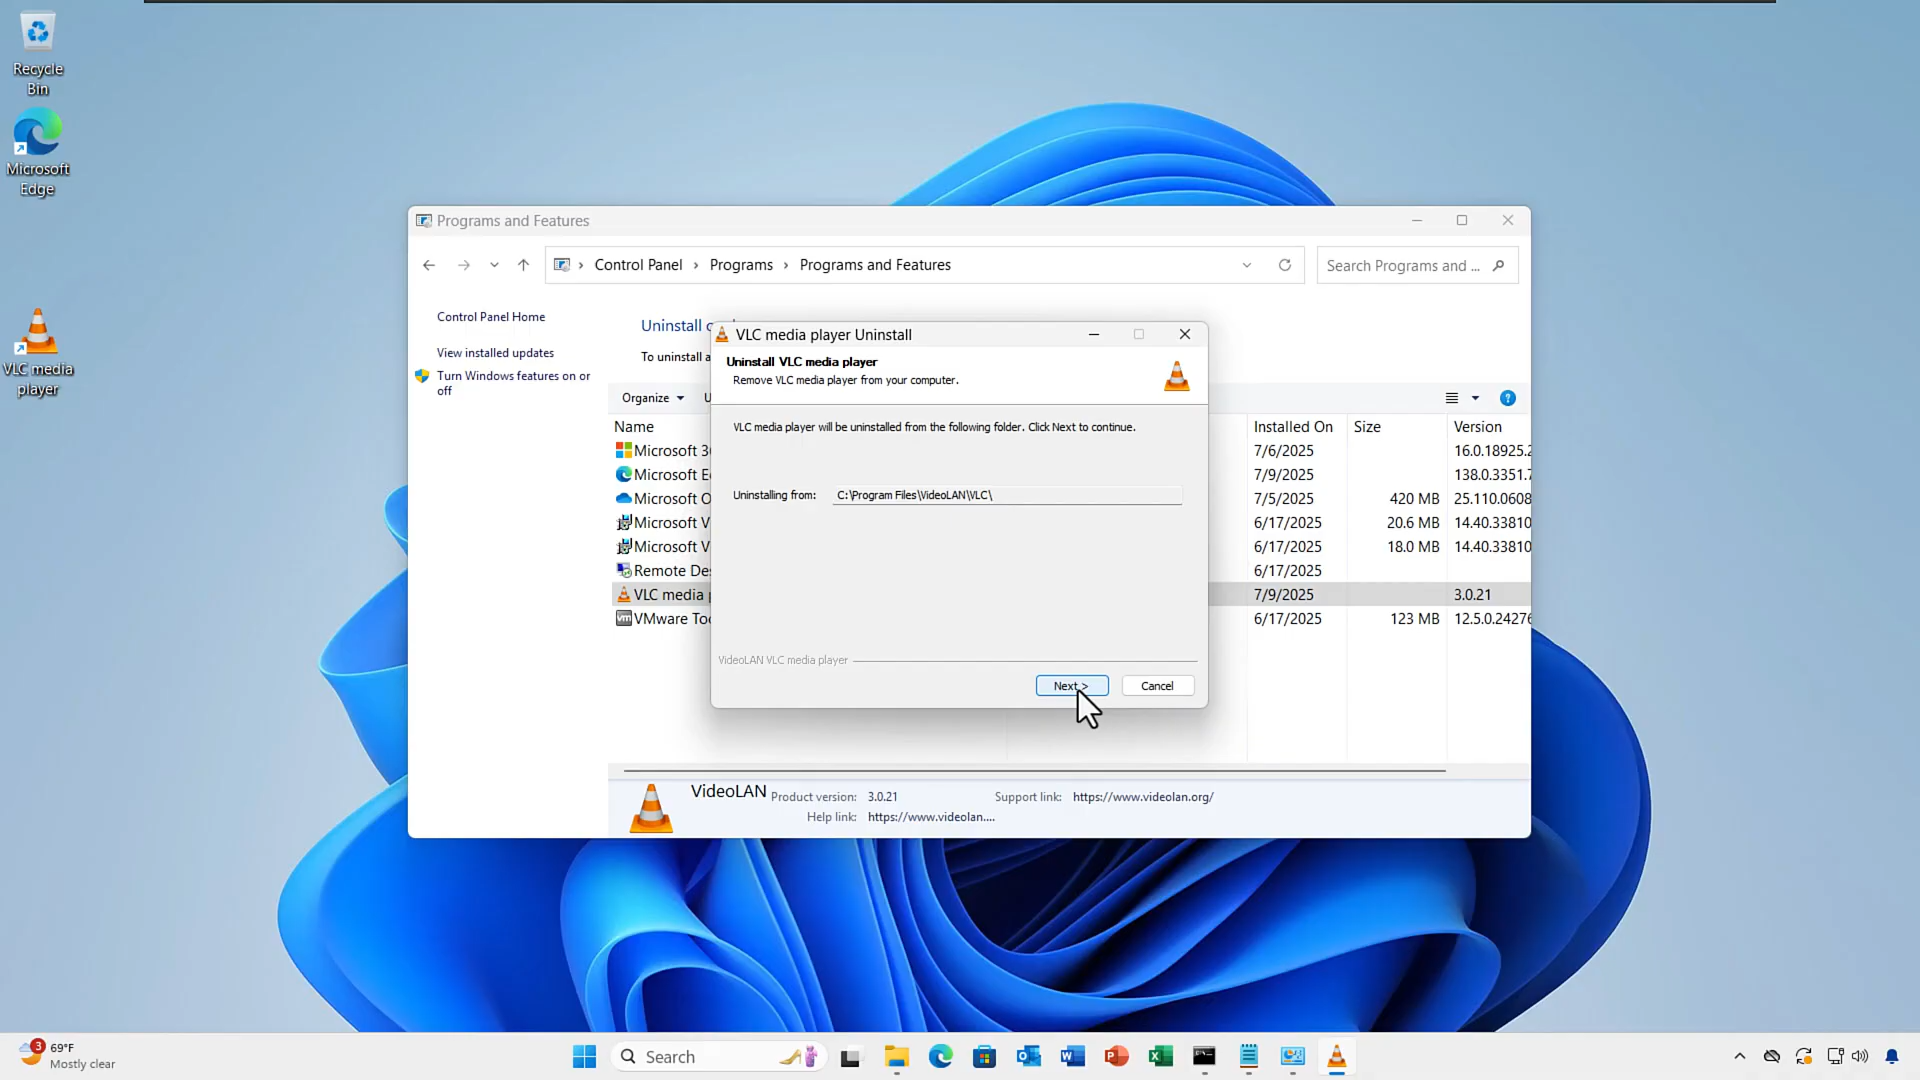 Recycle
Bin
Microsoft
Edge
VLC media
player
Programs and Features
Control Panel › Programs › Programs and Features
Search Programs and ...
Control Panel Home
View installed updates
Turn Windows features on or
off
Uninstall
To uninstall a
Organize
Name
Installed On
Size
Version
Microsoft 3
7/6/2025
16.0.18925.2
Microsoft E
7/9/2025
138.0.3351.7
Microsoft O
7/5/2025
420 MB
25.110.0608
Microsoft V
6/17/2025
20.6 MB
14.40.33810
Microsoft V
6/17/2025
18.0 MB
14.40.33810
Remote De
6/17/2025
VLC media
7/9/2025
3.0.21
VMware To
6/17/2025
123 MB
12.5.0.24276
VLC media player Uninstall
Uninstall VLC media player
Remove VLC media player from your computer.
VLC media player will be uninstalled from the following folder. Click Next to continue.
Uninstalling from: C:\Program Files\VideoLAN\VLC\
VideoLAN VLC media player
Next >
Cancel
VideoLAN
Product version: 3.0.21
Support link: https://www.videolan.org/
Help link: https://www.videolan....
3
69°F
Mostly clear
Search